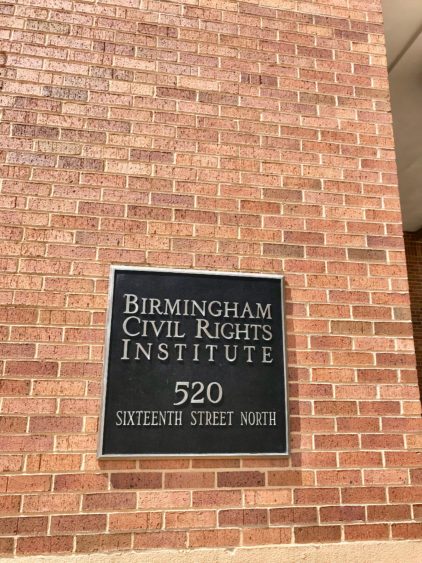 BIRMINGHAM
CIVIL RIGHTS
INSTITUTE
520
SIXTEENTH STREET NORTH